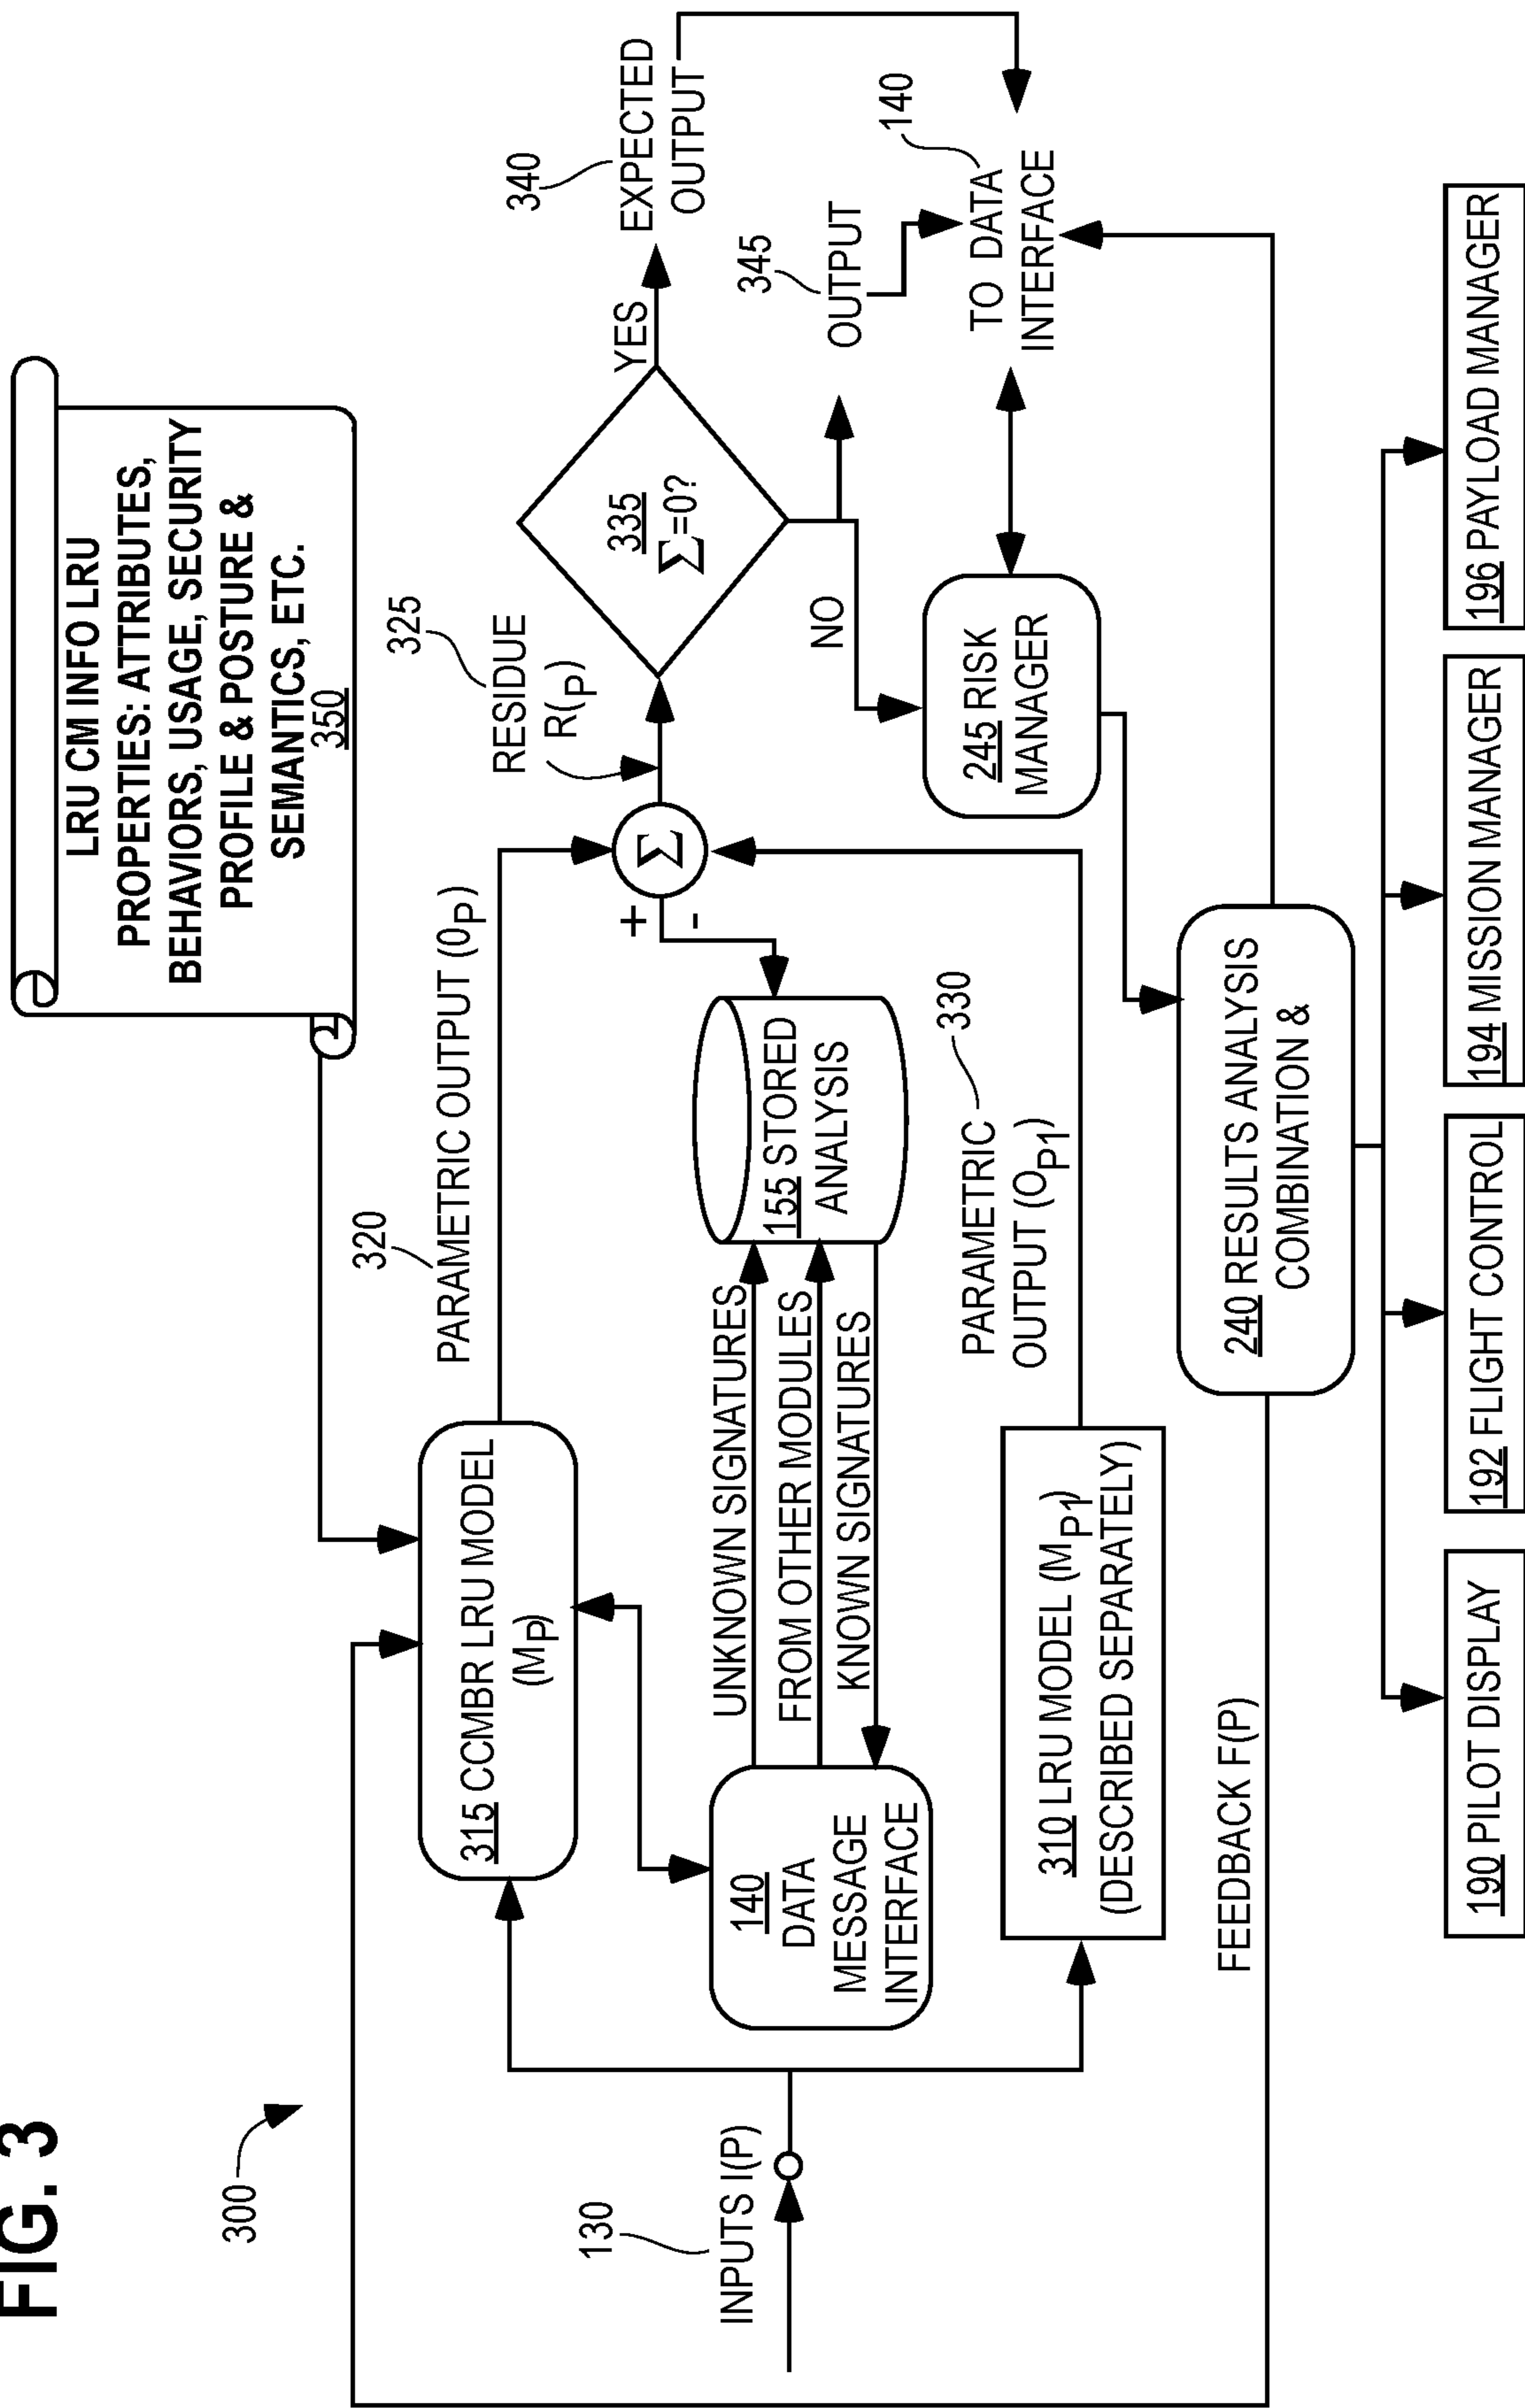 FIG. 3
300
LRU CM INFO LRU
PROPERTIES: ATTRIBUTES,
BEHAVIORS, USAGE, SECURITY
PROFILE & POSTURE &
SEMANTICS, ETC.
350
320
PARAMETRIC OUTPUT (0P)
315 CCMBR LRU MODEL
(MP)
325
RESIDUE
R(P)
340
EXPECTED
OUTPUT
YES
335
Σ=0?
Σ
+
-
130
INPUTS I(P)
140
DATA
MESSAGE
INTERFACE
UNKNOWN SIGNATURES
FROM OTHER MODULES
KNOWN SIGNATURES
155 STORED
ANALYSIS
NO
345
OUTPUT
140
TO DATA
INTERFACE
245 RISK
MANAGER
330
PARAMETRIC
OUTPUT (OP1)
310 LRU MODEL (MP1)
(DESCRIBED SEPARATELY)
FEEDBACK F(P)
240 RESULTS ANALYSIS
COMBINATION &
190 PILOT DISPLAY
192 FLIGHT CONTROL
194 MISSION MANAGER
196 PAYLOAD MANAGER